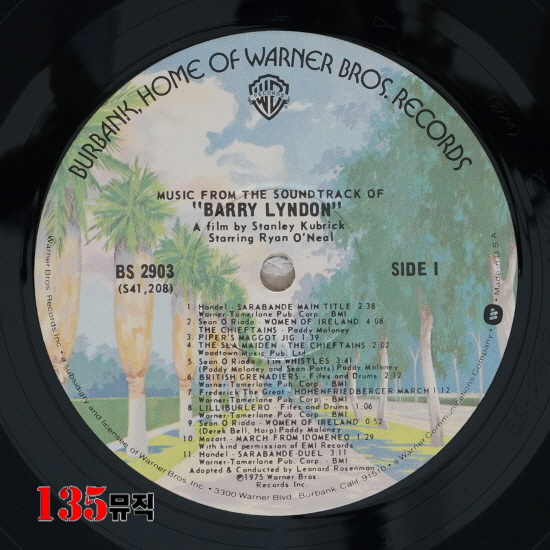 BURBANK, HOME OF WARNER BROS. RECORDS
RECORDS
MUSIC FROM THE SOUNDTRACK OF
"BARRY LYNDON"
A film by Stanley Kubrick
Starring Ryan O'Neal
BS 2903
(S41,208)
SIDE 1
1. Handel - SARABANDE MAIN TITLE 2:38
Warner-Tamerlane Pub. Corp. - BMI
2. Sean O Riada - WOMEN OF IRELAND 4:08
THE CHIEFTAINS - Paddy Moloney
3. PIPER'S MAGGOT JIG 1:39
4. THE SEA MAIDEN - THE CHIEFTAINS 2:02
Woodtown Music Pub. Ltd.
5. Sean O Riada - TIN WHISTLES 3:41
(Paddy Moloney and Sean Potts) Paddy Moloney
6. BRITISH GRENADIERS - Fifes and Drums 2:12
Warner-Tamerlane Pub. Corp. - BMI
7. Frederick The Great - HOHENFRIEDBERGER MARCH 1:12
Warner-Tamerlane Pub. Corp. - BMI
8. LILLIBURLERO - Fifes and Drums 1:06
Warner-Tamerlane Pub. Corp. - BMI
9. Sean O Riada - WOMEN OF IRELAND 0:52
(Derek Bell, Harp) Paddy Moloney
10. Mozart - MARCH FROM IDOMENEO 1:29
With kind permission of EMI Records
11. Handel - SARABANDE-DUEL 3:11
Warner-Tamerlane Pub. Corp. - BMI
Adapted & Conducted by Leonard Rosenman
©1975 Warner Bros.
Records Inc.
Warner Bros. Records Inc. • a subsidiary and licensee of Warner Bros. Inc. • 3300 Warner Blvd., Burbank, Calif. 91510 • a Warner Communications Company • Made in U.S.A.
135뮤직